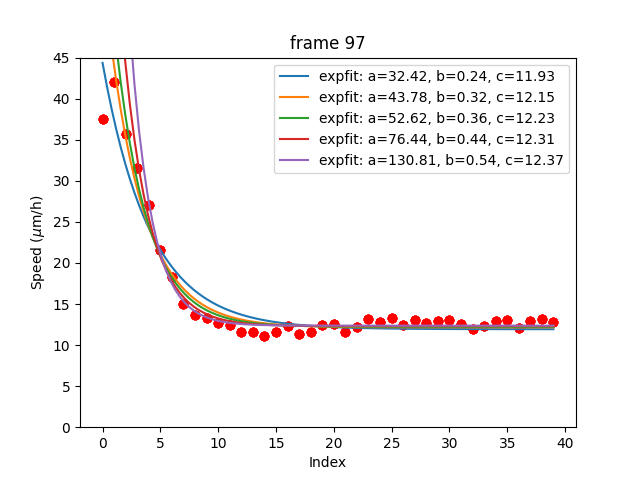 frame 97
expfit: a=32.42, b=0.24, c=11.93
expfit: a=43.78, b=0.32, c=12.15
expfit: a=52.62, b=0.36, c=12.23
expfit: a=76.44, b=0.44, c=12.31
expfit: a=130.81, b=0.54, c=12.37
Speed (μm/h)
45
40
35
30
25
20
15
10
5
0
0 5 10 15 20 25 30 35 40
Index